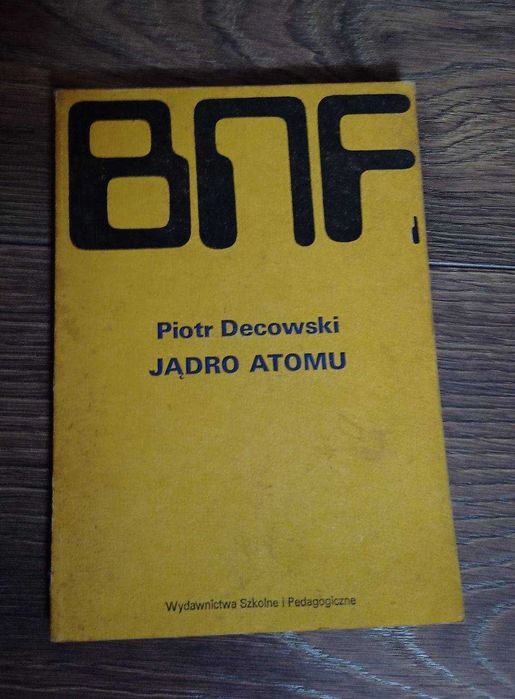 BNF
Piotr Decowski
JĄDRO ATOMU
Wydawnictwa Szkolne i Pedagogiczne